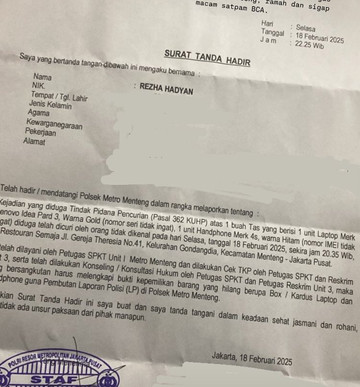 ramah dan sigap
macam satpam BCA.
Hari : Selasa
Tanggal : 18 Februari 2025
Jam : 22.25 Wib
SURAT TANDA HADIR
Saya yang bertanda tangan dibawah ini mengaku bernama :
Nama : REZHA HADYAN
NIK.
Tempat / Tgl. Lahir
Jenis Kelamin
Agama
Kewarganegaraan
Pekerjaan
Alamat
Telah hadir / mendatangi Polsek Metro Menteng dalam rangka melaporkan tentang :
Kejadian yang diduga Tindak Pidana Pencurian (Pasal 362 KUHP) atas 1 buah Tas yang berisi 1 unit Laptop Merk
enovo Idea Pard 3, Warna Gold (nomor seri tidak ingat), 1 unit Handphone Merk 4s, warna Hitam (nomor IMEI tidak
gat) diduga telah dicuri oleh orang tidak dikenal pada hari Selasa, tanggal 18 Februari 2025, sekira jam 20.35 Wib,
Restouran Semaja Jl. Gereja Theresia No.41, Kelurahan Gondangdia, Kecamatan Menteng - Jakarta Pusat.
elah dilayani oleh Petugas SPKT Unit I Metro Menteng dan dilakukan Cek TKP oleh Petugas SPKT dan Reskrim
t 3, serta telah dilakukan Konseling / Konsultasi Hukum oleh Petugas SPKT dan Petugas Reskrim Unit 3, maka
g bersangkutan harus melengkapi bukti kepemilikan barang yang hilang berupa Box / Kardus Laptop dan
dphone guna Pembuatan Laporan Polisi (LP) di Polsek Metro Menteng.
kian Surat Tanda Hadir ini saya buat dan saya tanda tangani dalam keadaan sehat jasmani dan rohani,
tidak ada unsur paksaan dari pihak manapun.
Jakarta, 18 Februari 2025
POLRI RESOR METROPOLITAN JAKARTA PUSAT
STAF